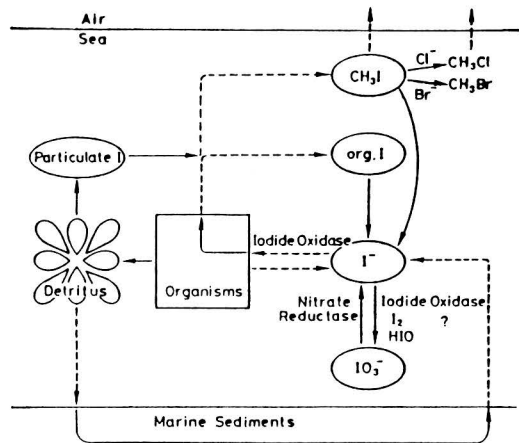 Air
Sea
CH₃I
Cl⁻
CH₃Cl
Br⁻
CH₃Br
Particulate I
org. I
Iodide Oxidase
I⁻
Detritus
Organisms
Nitrate
Reductase
Iodide Oxidase
I₂
?
HIO
IO₃⁻
Marine Sediments